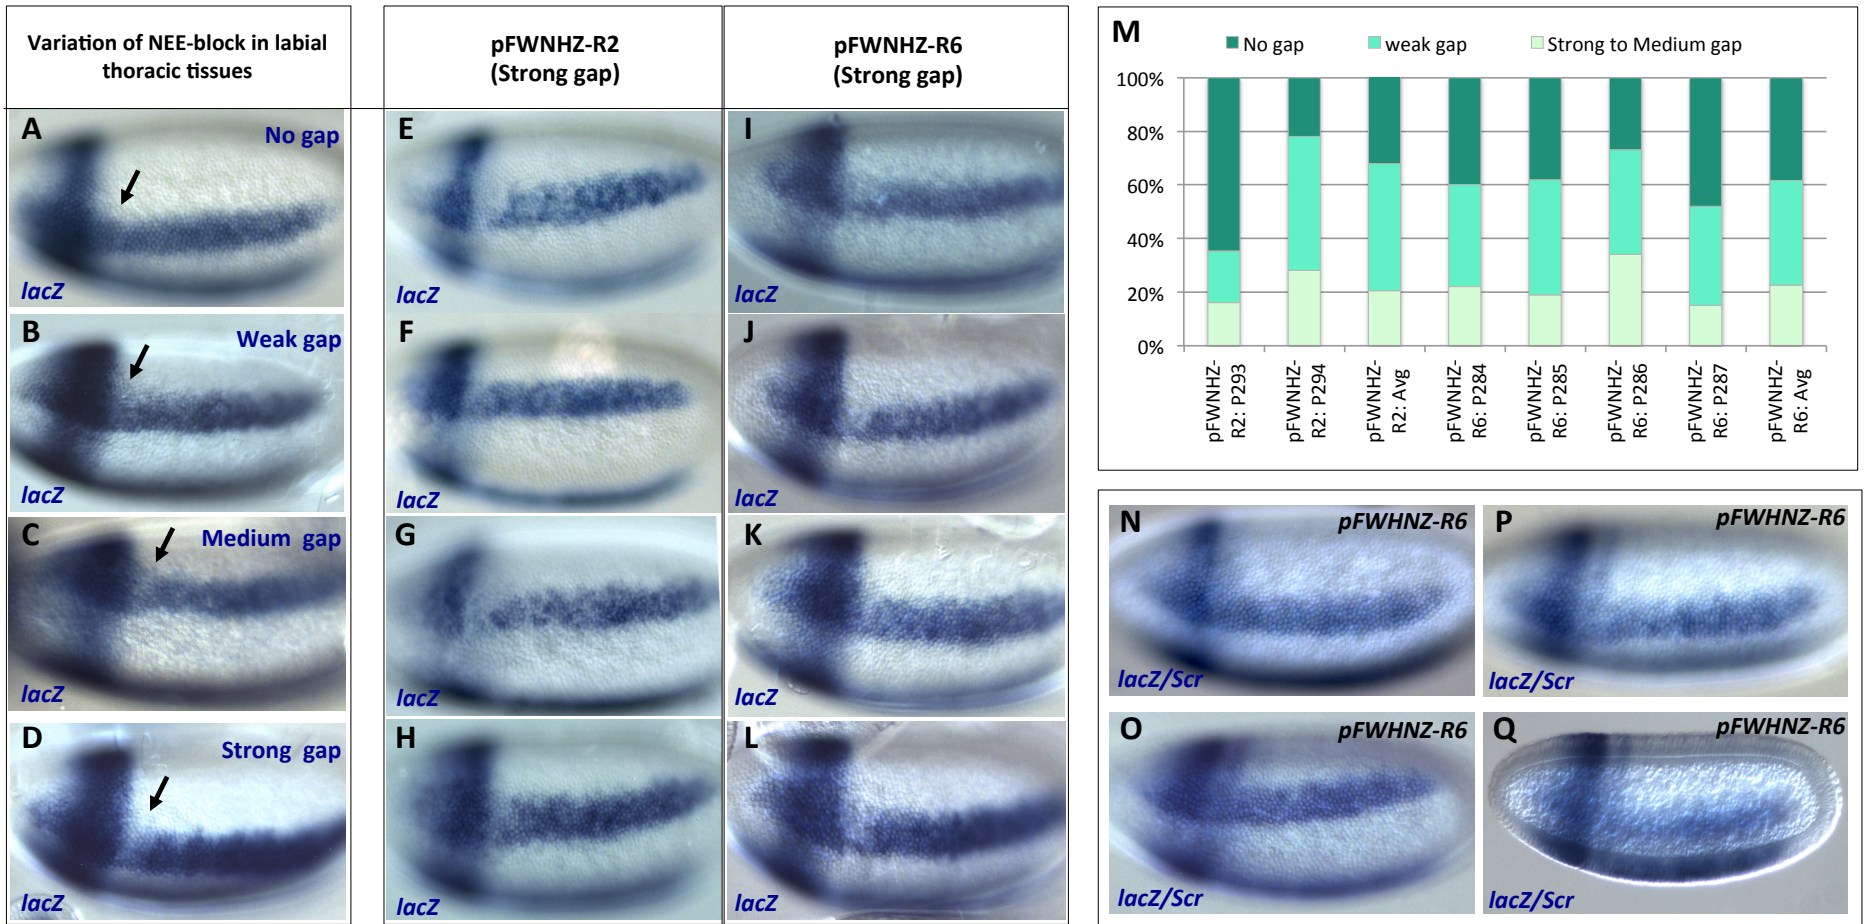 Variation of NEE-block in labial
thoracic tissues
pFWNHZ-R2
(Strong gap)
pFWNHZ-R6
(Strong gap)
A
No gap
lacZ
B
Weak gap
lacZ
C
Medium gap
lacZ
D
Strong gap
lacZ
E
lacZ
F
lacZ
G
lacZ
H
lacZ
I
lacZ
J
lacZ
K
lacZ
L
lacZ
M
No gap
weak gap
Strong to Medium gap
100%
80%
60%
40%
20%
0%
pFWNHZ-
R2: P293
pFWNHZ-
R2: P294
pFWNHZ-
R2: Avg
pFWNHZ-
R6: P284
pFWNHZ-
R6: P285
pFWNHZ-
R6: P286
pFWNHZ-
R6: P287
pFWNHZ-
R6: Avg
N
pFWHNZ-R6
lacZ/Scr
P
pFWHNZ-R6
lacZ/Scr
O
pFWHNZ-R6
lacZ/Scr
Q
pFWHNZ-R6
lacZ/Scr